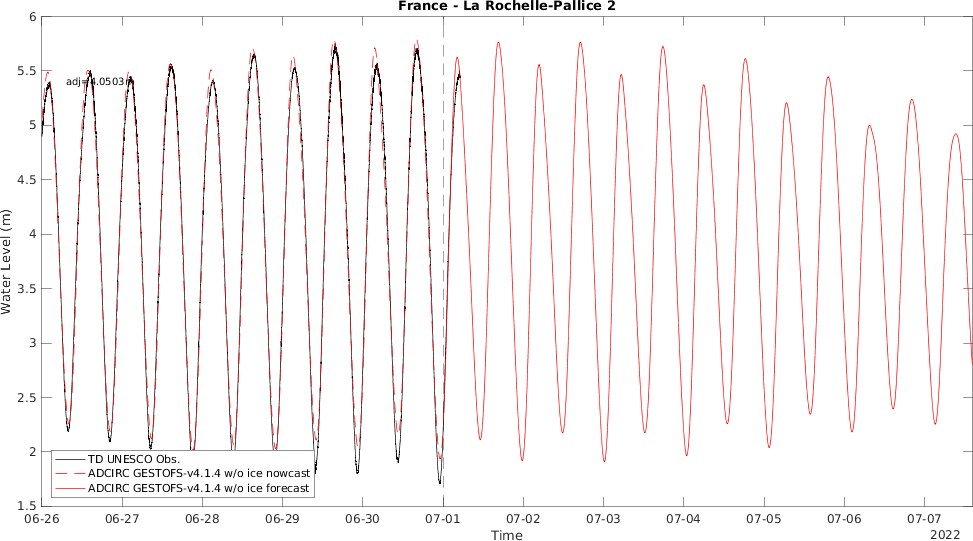 France - La Rochelle-Pallice 2
6
5.5
5
4.5
4
3.5
3
2.5
2
1.5
Water Level (m)
adj=4.0503
TD UNESCO Obs.
ADCIRC GESTOFS-v4.1.4 w/o ice nowcast
ADCIRC GESTOFS-v4.1.4 w/o ice forecast
06-26 06-27 06-28 06-29 06-30 07-01 07-02 07-03 07-04 07-05 07-06 07-07
Time
2022